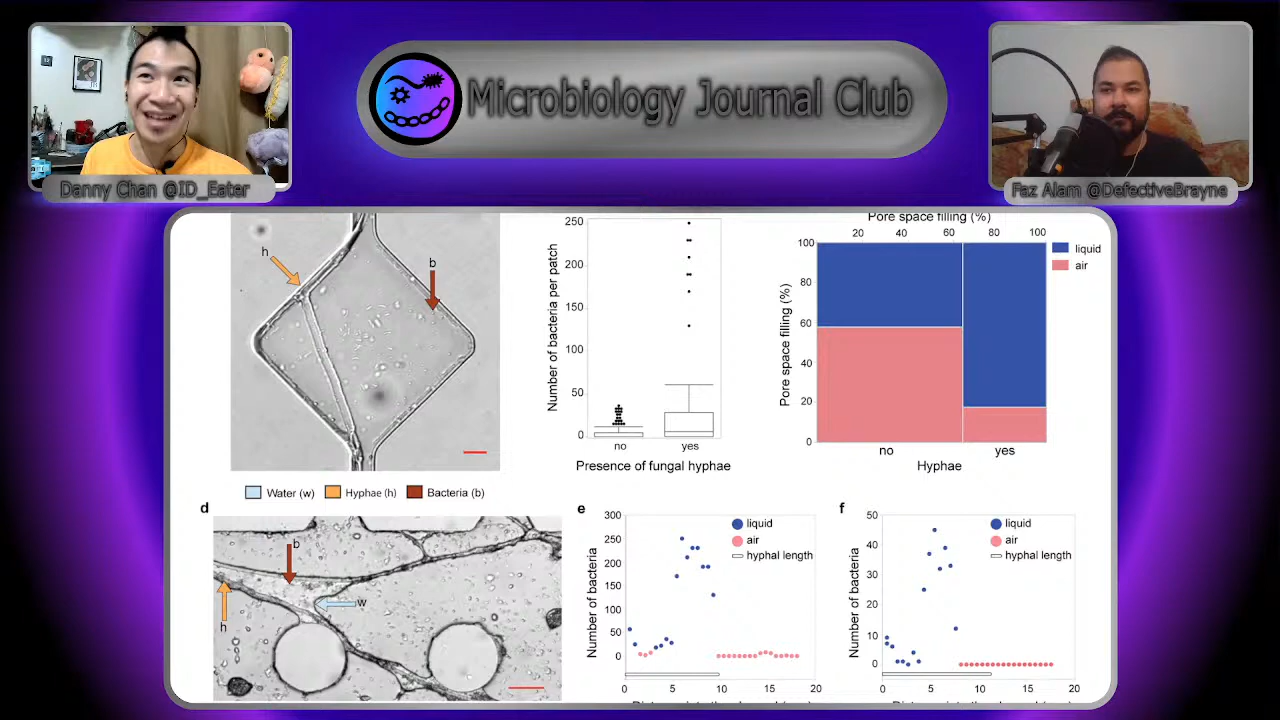 Microbiology Journal Club
Danny Chan @ID_Eater
Faz Alam @DefectiveBrayne
h
b
Number of bacteria per patch
250
200
150
100
50
0
no
yes
Presence of fungal hyphae
Pore space filling (%)
20
40
60
80
100
Pore space filling (%)
100
80
60
40
20
0
no
yes
Hyphae
liquid
air
Water (w)
Hyphae (h)
Bacteria (b)
d
b
w
h
e
Number of bacteria
300
250
200
150
100
50
0
0
5
10
15
20
liquid
air
hyphal length
f
Number of bacteria
50
40
30
20
10
0
0
5
10
15
20
liquid
air
hyphal length